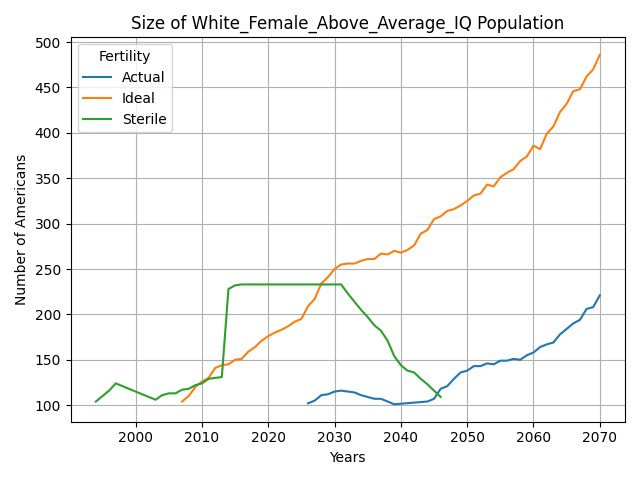 Size of White_Female_Above_Average_IQ Population
Fertility
Actual
Ideal
Sterile
Number of Americans
500
450
400
350
300
250
200
150
100
2000 2010 2020 2030 2040 2050 2060 2070
Years